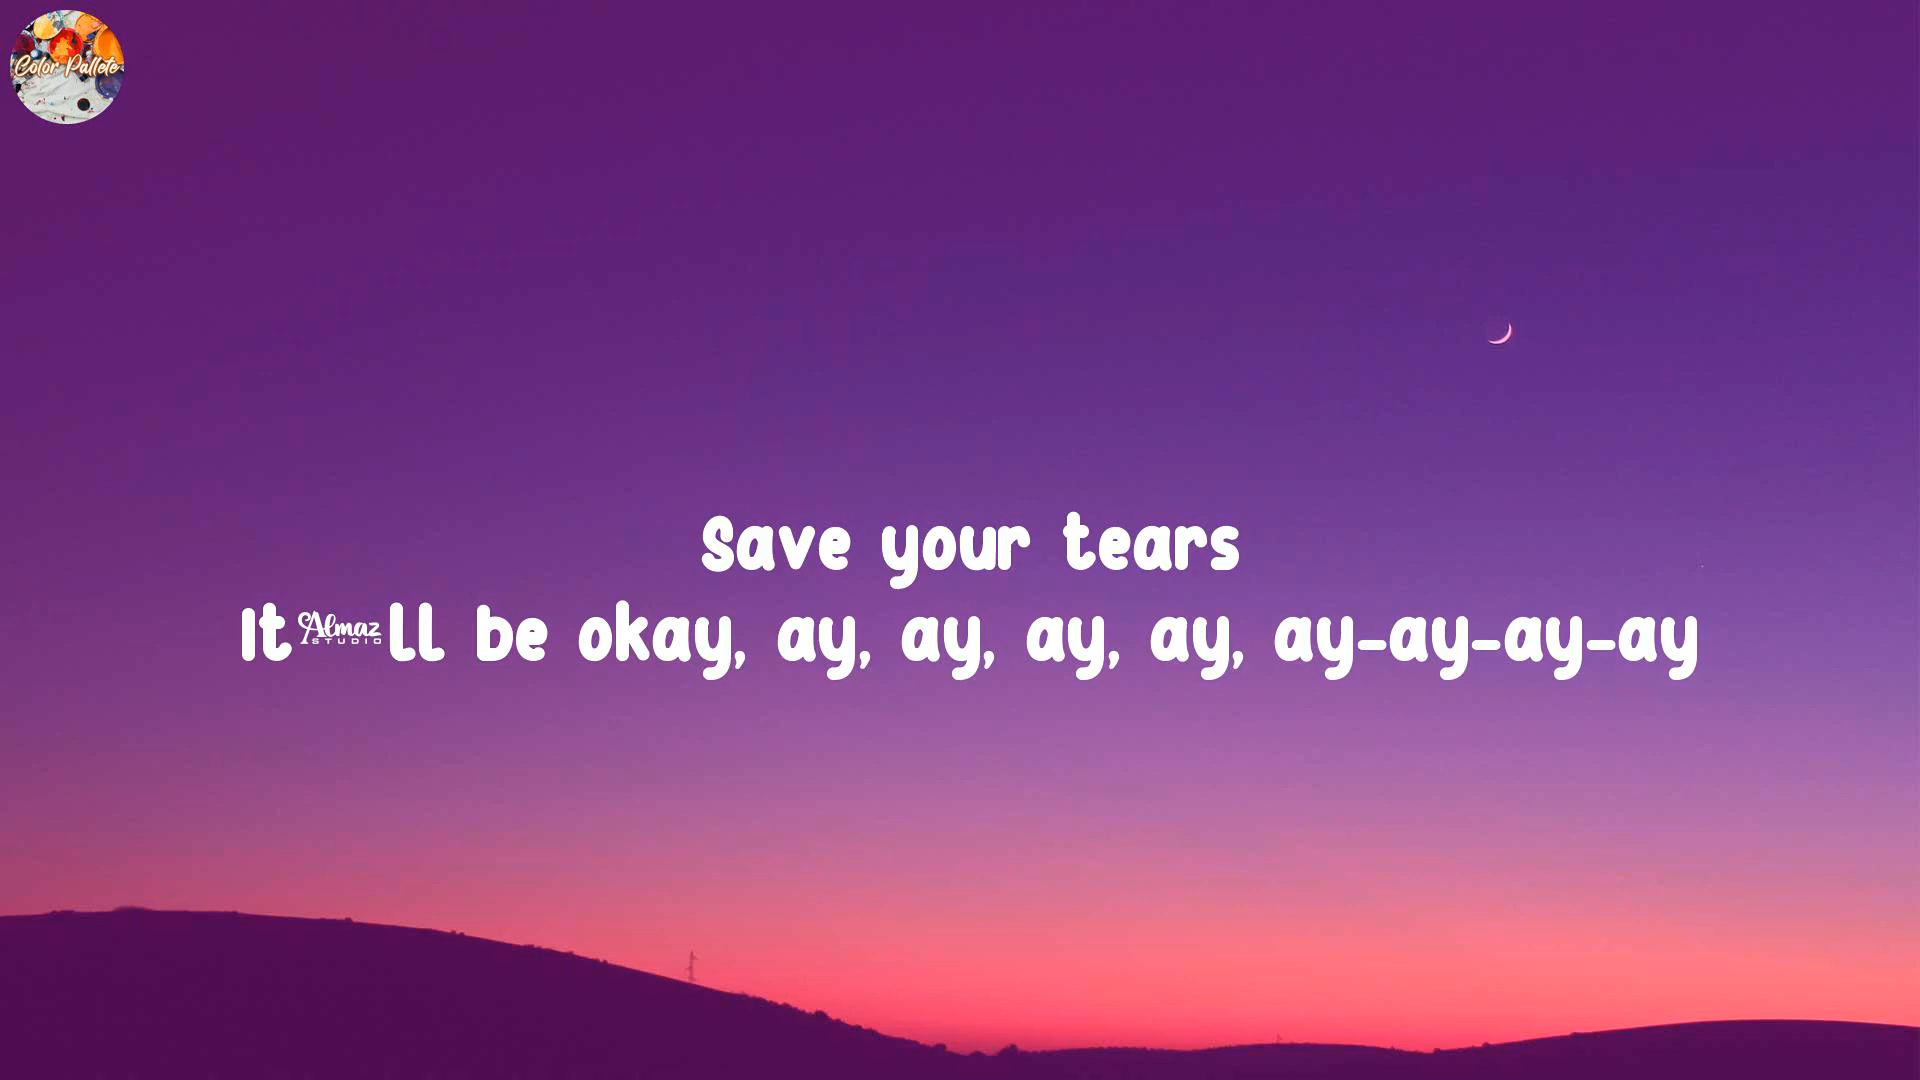 Color Pallete
Save your tears
It Almaz STUDIO ll be okay, ay, ay, ay, ay, ay-ay-ay-ay